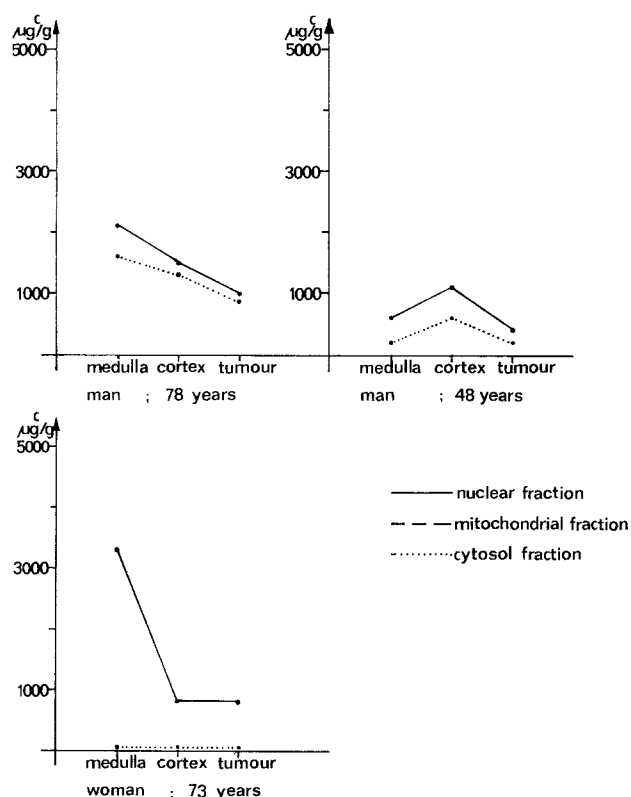 c
µg/g
5000
3000
1000
medulla cortex tumour
man ; 78 years
c
µg/g
5000
3000
1000
medulla cortex tumour
man ; 48 years
c
µg/g
5000
3000
1000
medulla cortex tumour
woman ; 73 years
nuclear fraction
mitochondrial fraction
cytosol fraction